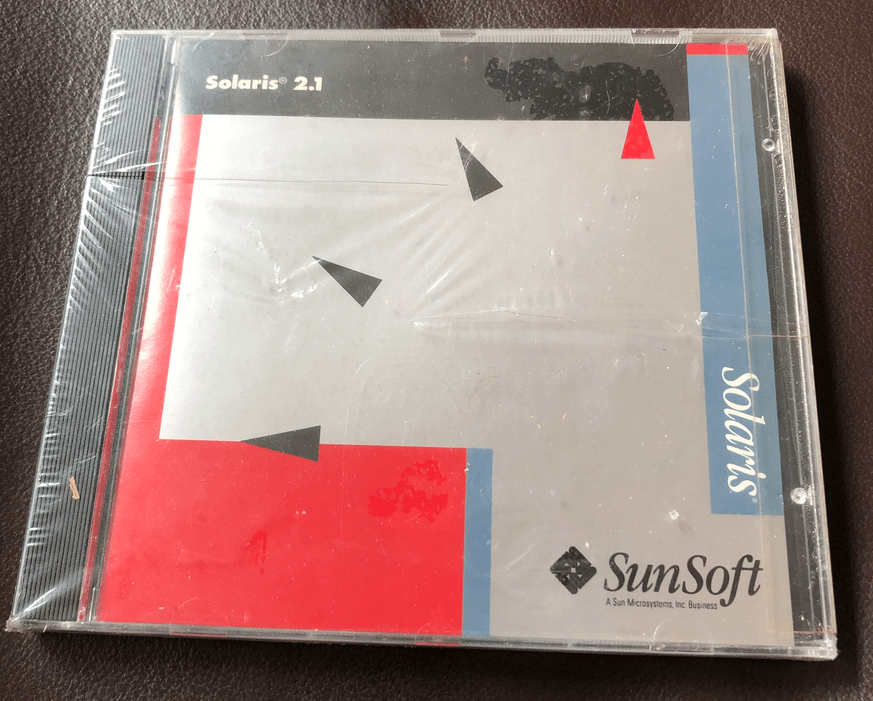 Solaris® 2.1
Solaris
SunSoft
A Sun Microsystems, Inc. Business